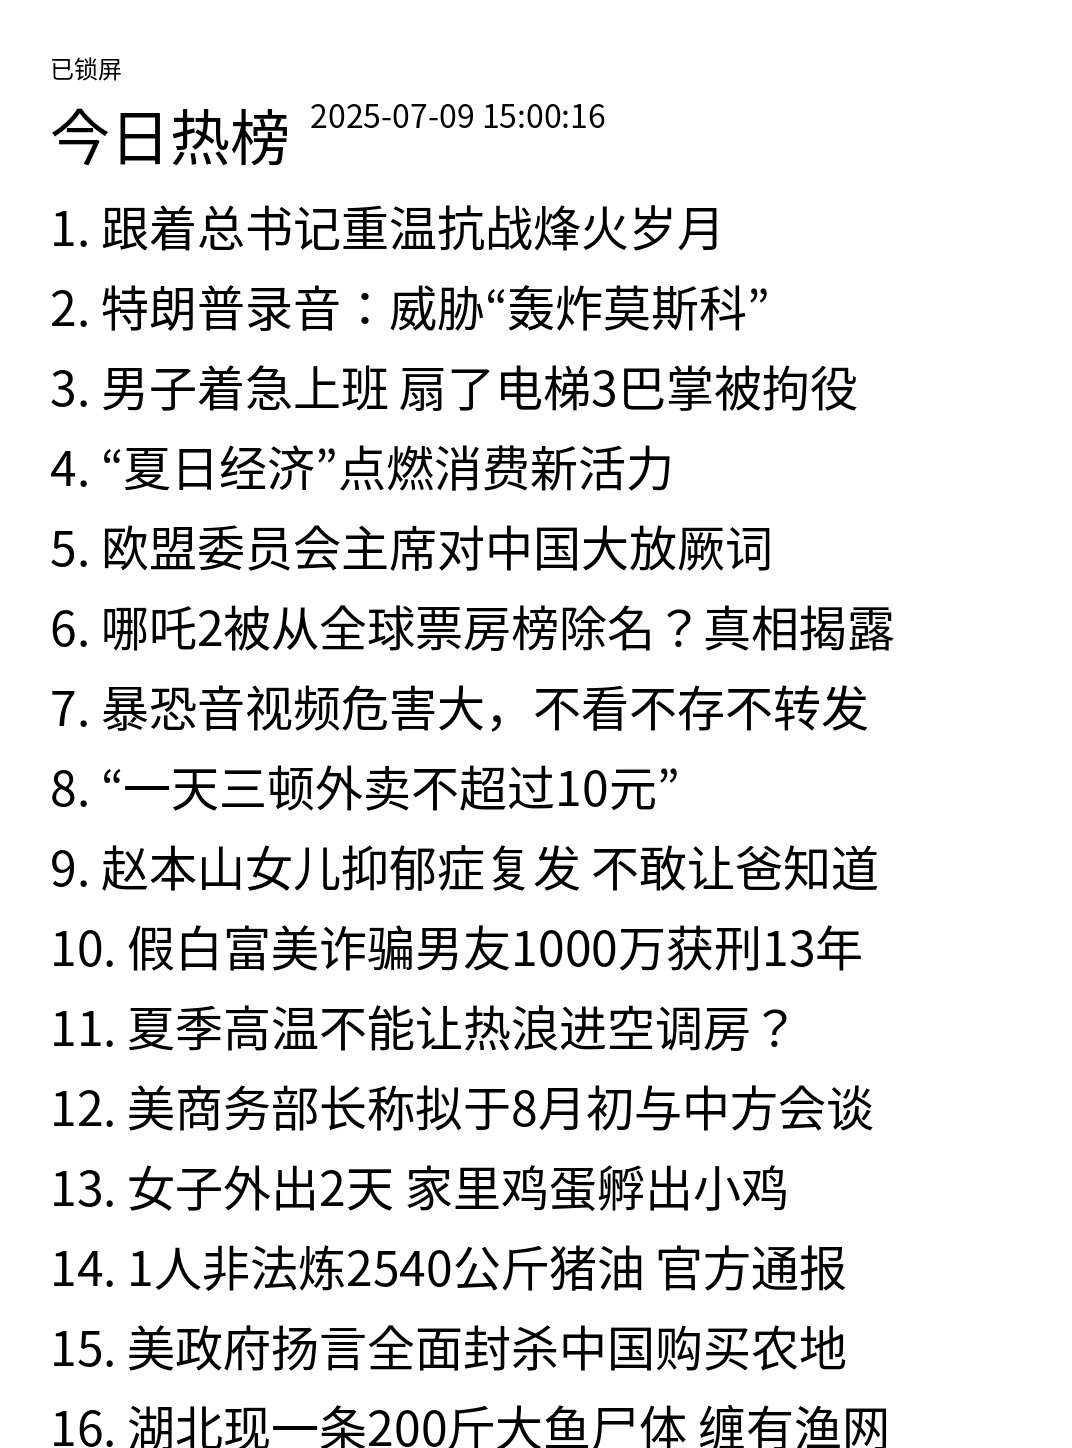 已锁屏
今日热榜 2025-07-09 15:00:16
1. 跟着总书记重温抗战烽火岁月
2. 特朗普录音：威胁“轰炸莫斯科”
3. 男子着急上班 扇了电梯3巴掌被拘役
4. “夏日经济”点燃消费新活力
5. 欧盟委员会主席对中国大放厥词
6. 哪吒2被从全球票房榜除名？真相揭露
7. 暴恐音视频危害大，不看不存不转发
8. “一天三顿外卖不超过10元”
9. 赵本山女儿抑郁症复发 不敢让爸知道
10. 假白富美诈骗男友1000万获刑13年
11. 夏季高温不能让热浪进空调房？
12. 美商务部长称拟于8月初与中方会谈
13. 女子外出2天 家里鸡蛋孵出小鸡
14. 1人非法炼2540公斤猪油 官方通报
15. 美政府扬言全面封杀中国购买农地
16. 湖北现一条200斤大鱼尸体 缠有渔网